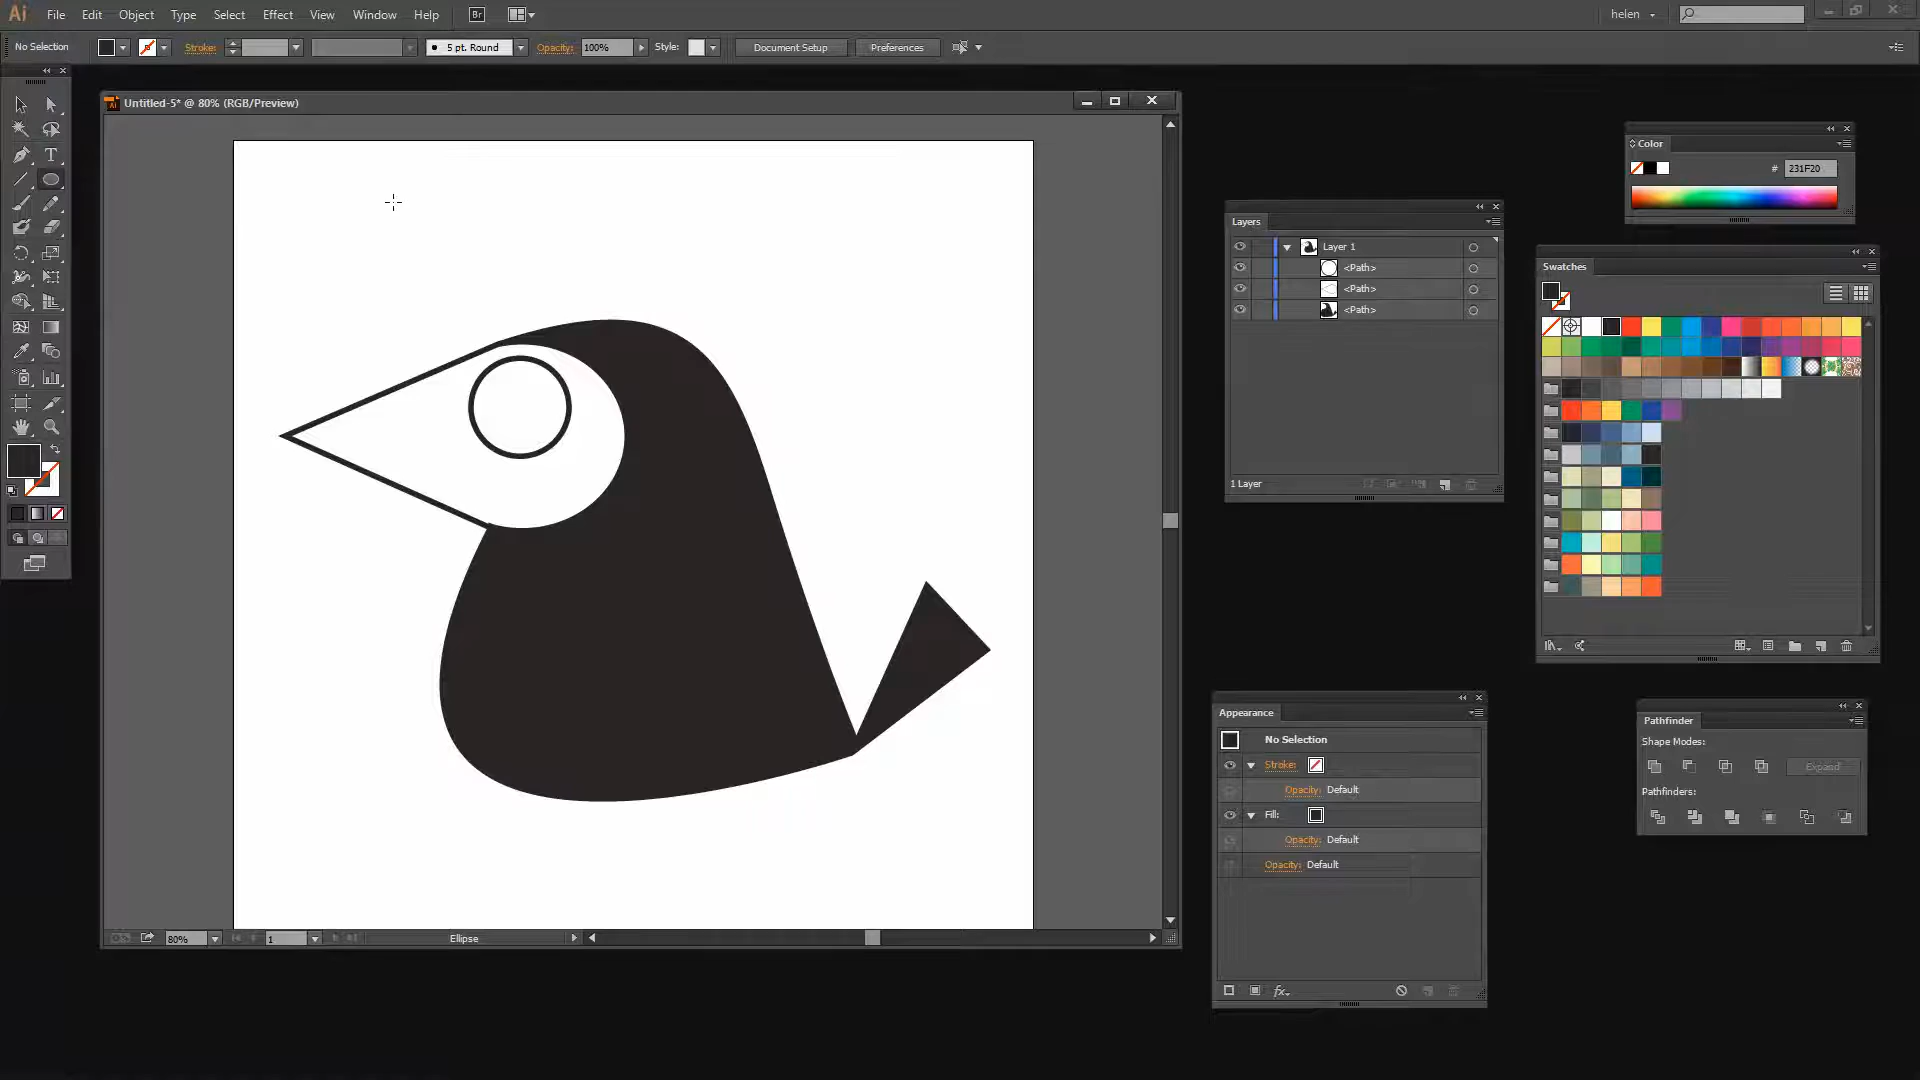 Ai File Edit Object Type Select Effect View Window Help Br helen
No Selection Stroke: 5 pt. Round Opacity: 100% Style: Document Setup Preferences
Untitled-5* @ 80% (RGB/Preview)
T
Color
# 231F20
Layers
Layer 1
<Path>
<Path>
<Path>
1 Layer
Swatches
Appearance
No Selection
Stroke:
Opacity: Default
Fill:
Opacity: Default
Opacity: Default
fx
Pathfinder
Shape Modes:
Expand
Pathfinders:
80% 1 Ellipse